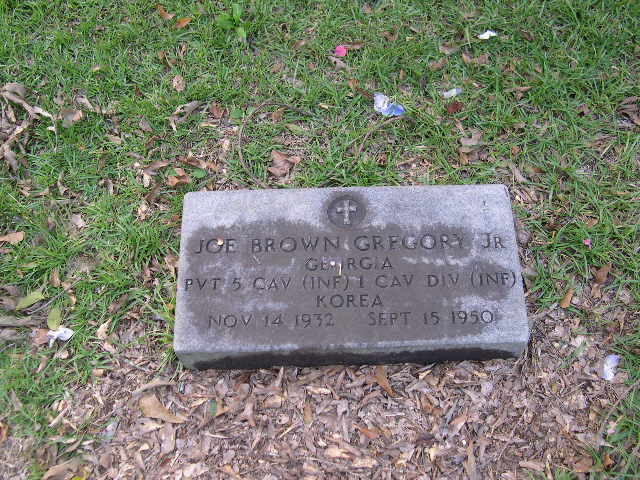 JOE BROWN GREGORY JR
GEORGIA
PVT 5 CAV (INF) 1 CAV DIV (INF)
KOREA
NOV 14 1932 SEPT 15 1950